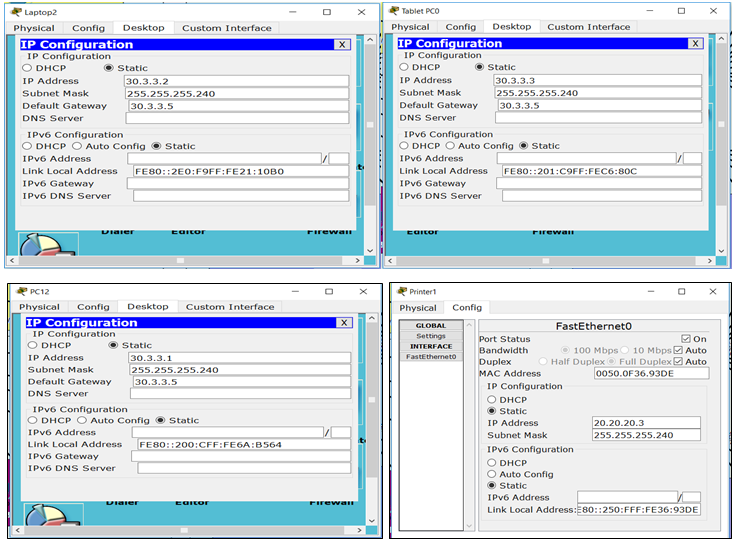 Laptop2
Physical Config Desktop Custom Interface
IP Configuration X
IP Configuration
DHCP Static
IP Address 30.3.3.2
Subnet Mask 255.255.255.240
Default Gateway 30.3.3.5
DNS Server
IPv6 Configuration
DHCP Auto Config Static
IPv6 Address /
Link Local Address FE80::2E0:F9FF:FE21:10B0
IPv6 Gateway
IPv6 DNS Server
Dialer Editor Firewall
Tablet PC0
Physical Config Desktop Custom Interface
IP Configuration X
IP Configuration
DHCP Static
IP Address 30.3.3.3
Subnet Mask 255.255.255.240
Default Gateway 30.3.3.5
DNS Server
IPv6 Configuration
DHCP Auto Config Static
IPv6 Address /
Link Local Address FE80::201:C9FF:FEC6:80C
IPv6 Gateway
IPv6 DNS Server
Editor Firewall
PC12
Physical Config Desktop Custom Interface
IP Configuration X
IP Configuration
DHCP Static
IP Address 30.3.3.1
Subnet Mask 255.255.255.240
Default Gateway 30.3.3.5
DNS Server
IPv6 Configuration
DHCP Auto Config Static
IPv6 Address /
Link Local Address FE80::200:CFF:FE6A:B564
IPv6 Gateway
IPv6 DNS Server
Dialer Editor Firewall
Printer1
Physical Config
GLOBAL
Settings
INTERFACE
FastEthernet0
FastEthernet0
Port Status On
Bandwidth 100 Mbps 10 Mbps Auto
Duplex Half Duplex Full Duplex Auto
MAC Address 0050.0F36.93DE
IP Configuration
DHCP
Static
IP Address 20.20.20.3
Subnet Mask 255.255.255.240
IPv6 Configuration
DHCP
Auto Config
Static
IPv6 Address /
Link Local Address: E80::250:FFF:FE36:93DE